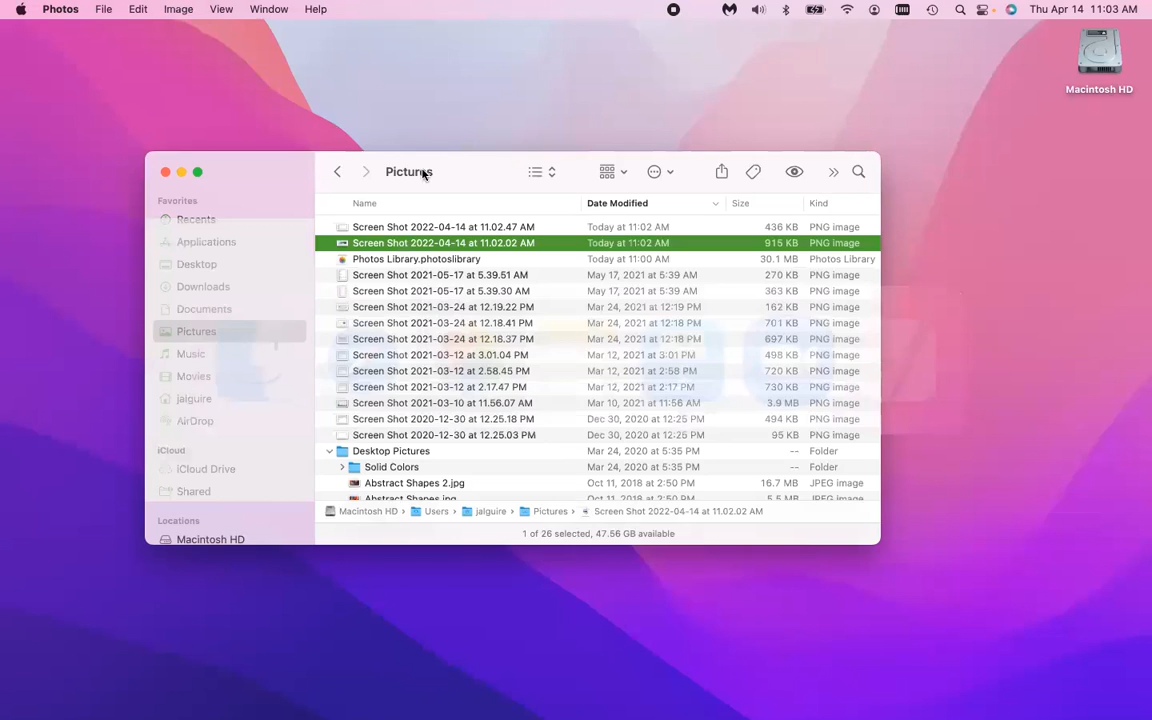 Photos File Edit Image View Window Help Thu Apr 14 11:03 AM
Macintosh HD
Pictures
Favorites
Recents
Applications
Desktop
Downloads
Documents
Pictures
Music
Movies
jalguire
AirDrop
iCloud
iCloud Drive
Shared
Locations
Macintosh HD
Name Date Modified Size Kind
Screen Shot 2022-04-14 at 11.02.47 AM Today at 11:02 AM 436 KB PNG image
Screen Shot 2022-04-14 at 11.02.02 AM Today at 11:02 AM 915 KB PNG image
Photos Library.photoslibrary Today at 11:00 AM 30.1 MB Photos Library
Screen Shot 2021-05-17 at 5.39.51 AM May 17, 2021 at 5:39 AM 270 KB PNG image
Screen Shot 2021-05-17 at 5.39.30 AM May 17, 2021 at 5:39 AM 363 KB PNG image
Screen Shot 2021-03-24 at 12.19.22 PM Mar 24, 2021 at 12:19 PM 162 KB PNG image
Screen Shot 2021-03-24 at 12.18.41 PM Mar 24, 2021 at 12:18 PM 701 KB PNG image
Screen Shot 2021-03-24 at 12.18.37 PM Mar 24, 2021 at 12:18 PM 697 KB PNG image
Screen Shot 2021-03-12 at 3.01.04 PM Mar 12, 2021 at 3:01 PM 498 KB PNG image
Screen Shot 2021-03-12 at 2.58.45 PM Mar 12, 2021 at 2:58 PM 720 KB PNG image
Screen Shot 2021-03-12 at 2.17.47 PM Mar 12, 2021 at 2:17 PM 730 KB PNG image
Screen Shot 2021-03-10 at 11.56.07 AM Mar 10, 2021 at 11:56 AM 3.9 MB PNG image
Screen Shot 2020-12-30 at 12.25.18 PM Dec 30, 2020 at 12:25 PM 494 KB PNG image
Screen Shot 2020-12-30 at 12.25.03 PM Dec 30, 2020 at 12:25 PM 95 KB PNG image
Desktop Pictures Mar 24, 2020 at 5:35 PM -- Folder
Solid Colors Mar 24, 2020 at 5:35 PM -- Folder
Abstract Shapes 2.jpg Oct 11, 2018 at 2:50 PM 16.7 MB JPEG image
Abstract Shapes.jpg Oct 11, 2018 at 2:50 PM 5.5 MB JPEG image
Macintosh HD › Users › jalguire › Pictures › Screen Shot 2022-04-14 at 11.02.02 AM
1 of 26 selected, 47.56 GB available